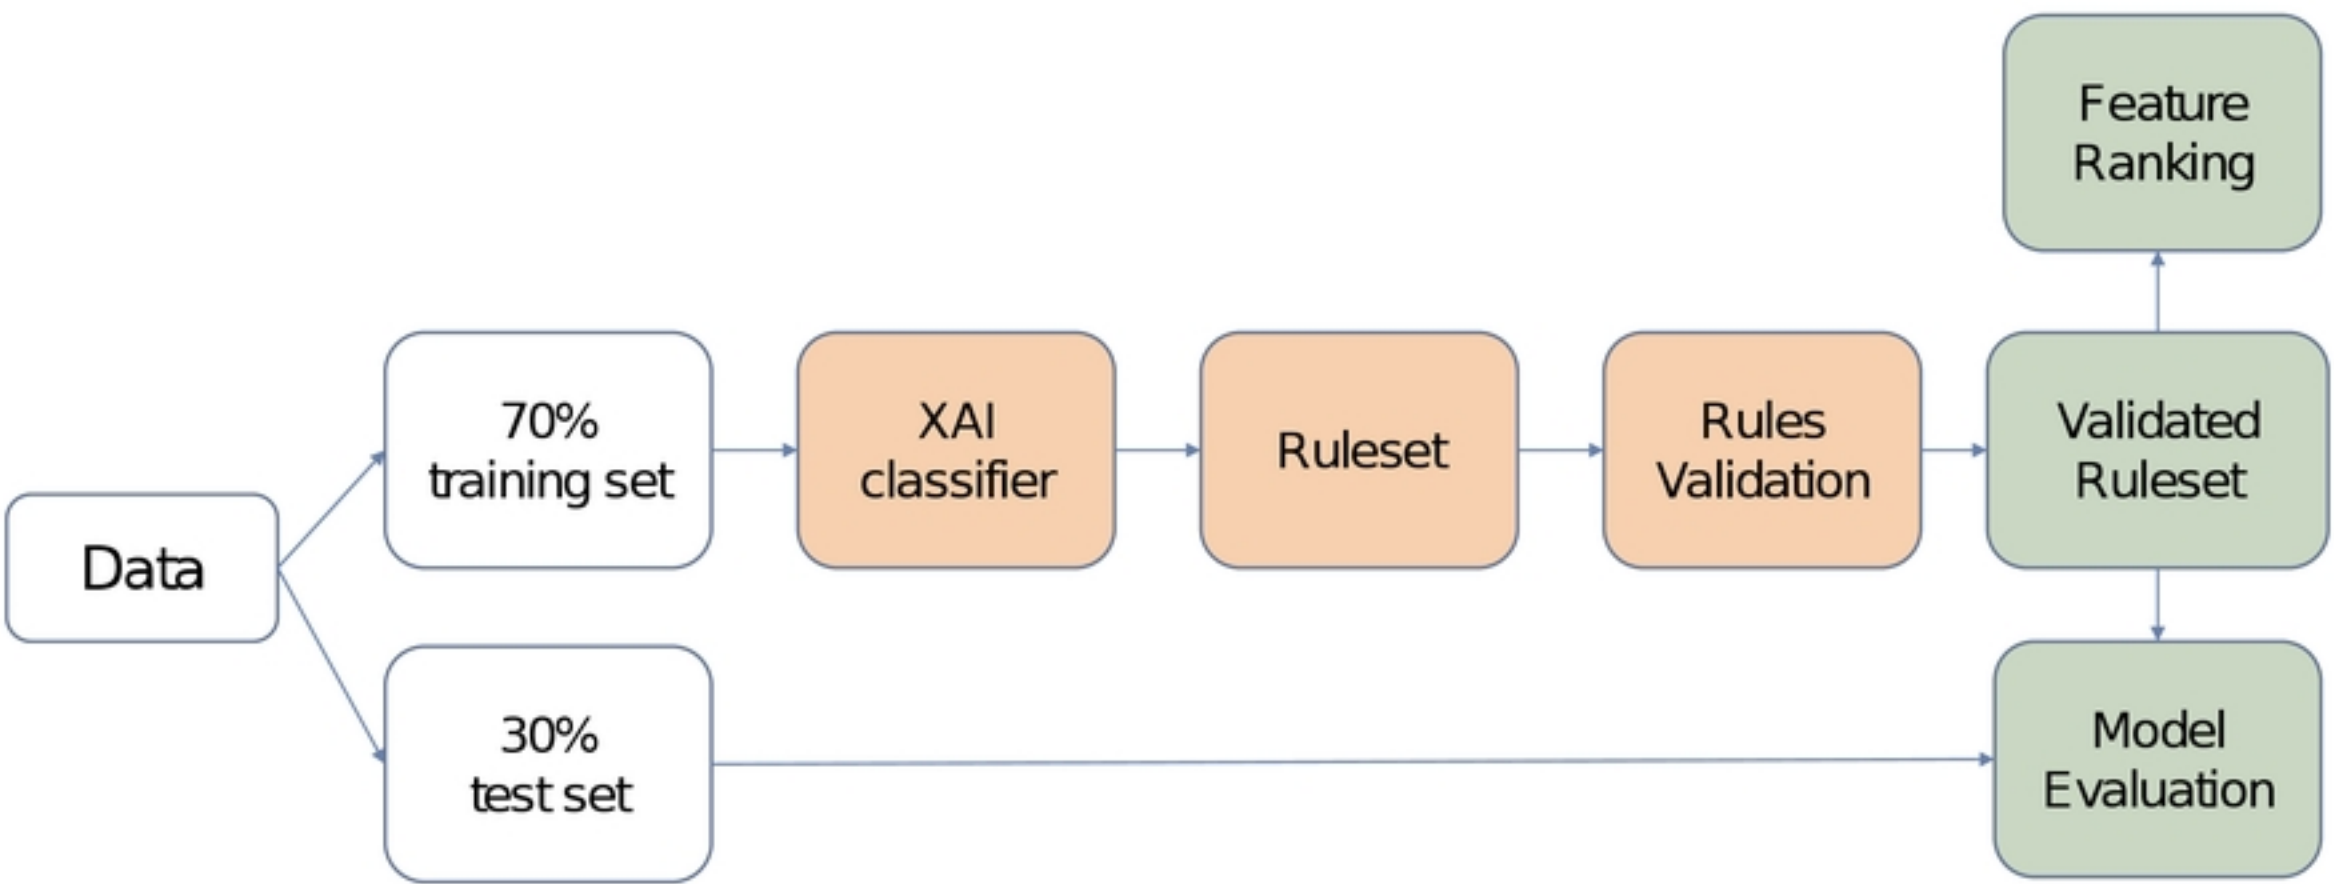 Feature
Ranking
70%
training set
XAI
classifier
Ruleset
Rules
Validation
Validated
Ruleset
Data
30%
test set
Model
Evaluation